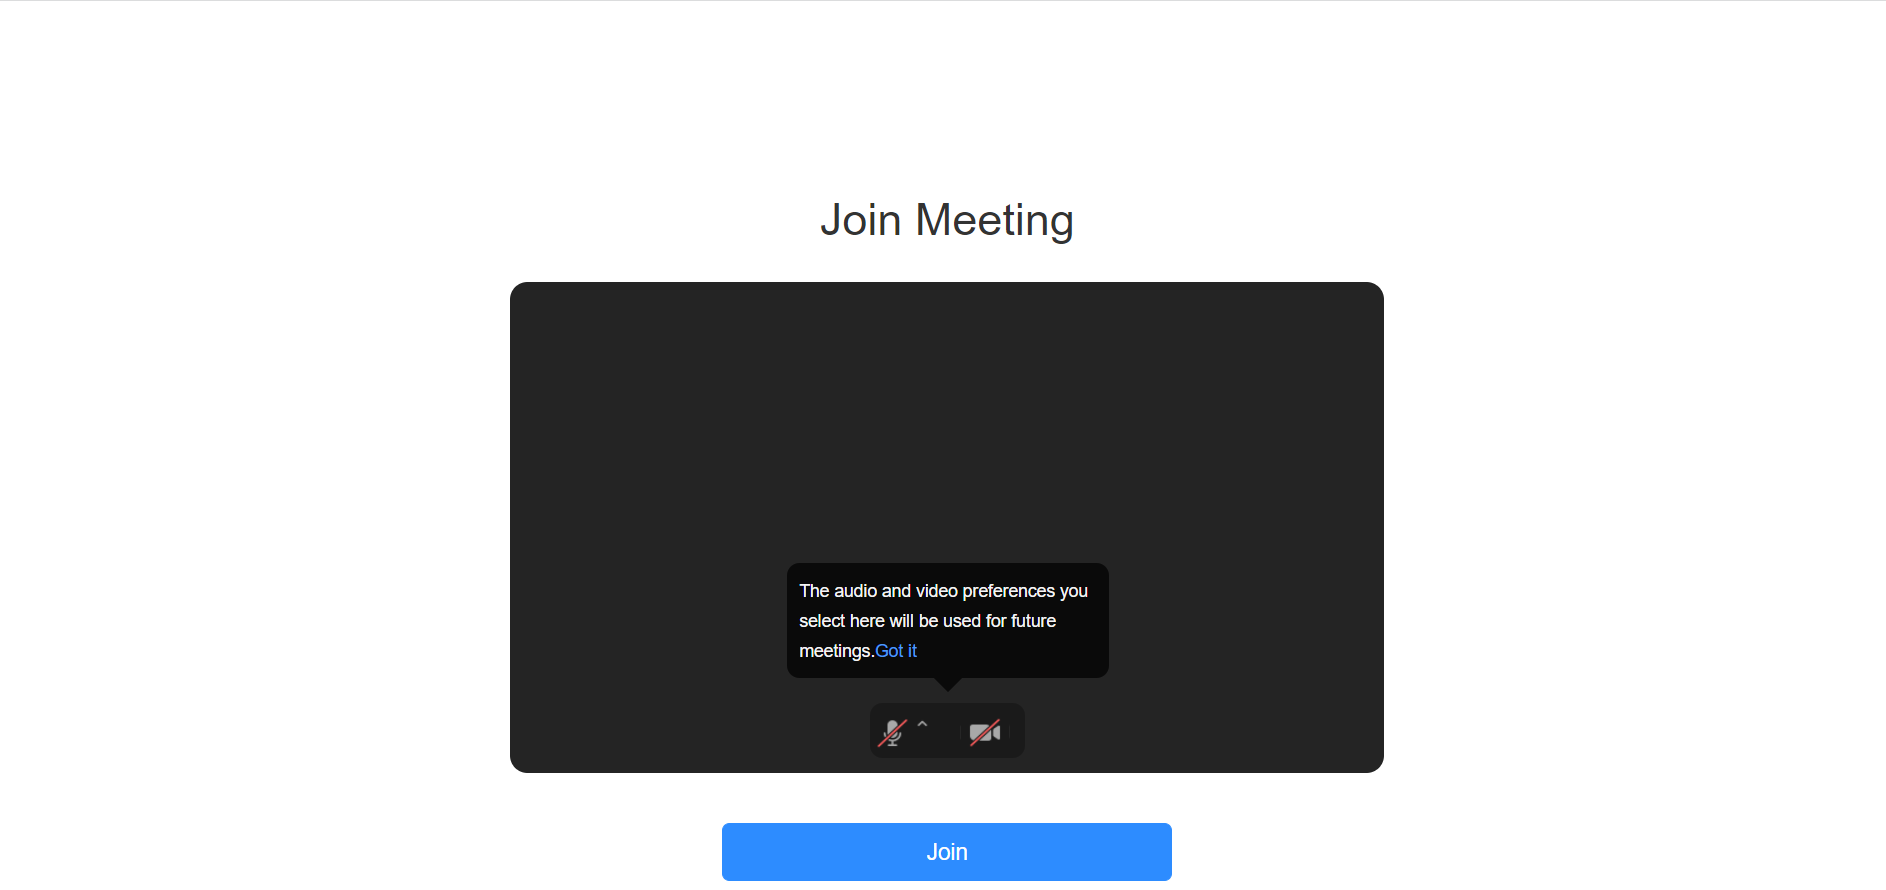 Join Meeting
The audio and video preferences you
select here will be used for future
meetings.Got it
Join